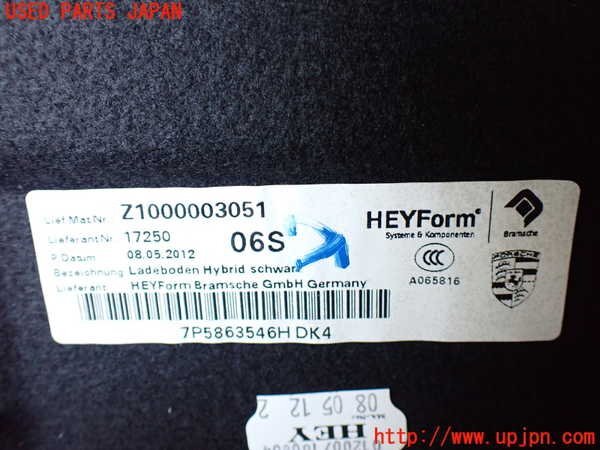 USED PARTS JAPAN
Lief.Mat.Nr. Z1000003051
Lieferant Nr. 17250 06S
P. Datum 08.05.2012
Bezeichnung Ladeboden Hybrid schwarz
Lieferant HEYForm Bramsche GmbH Germany
7P5863546H DK4
HEYForm
Systeme & Komponenten
Bramsche
CCC
A065816
08 05 12 2
HEY
http://www.upjpn.com/